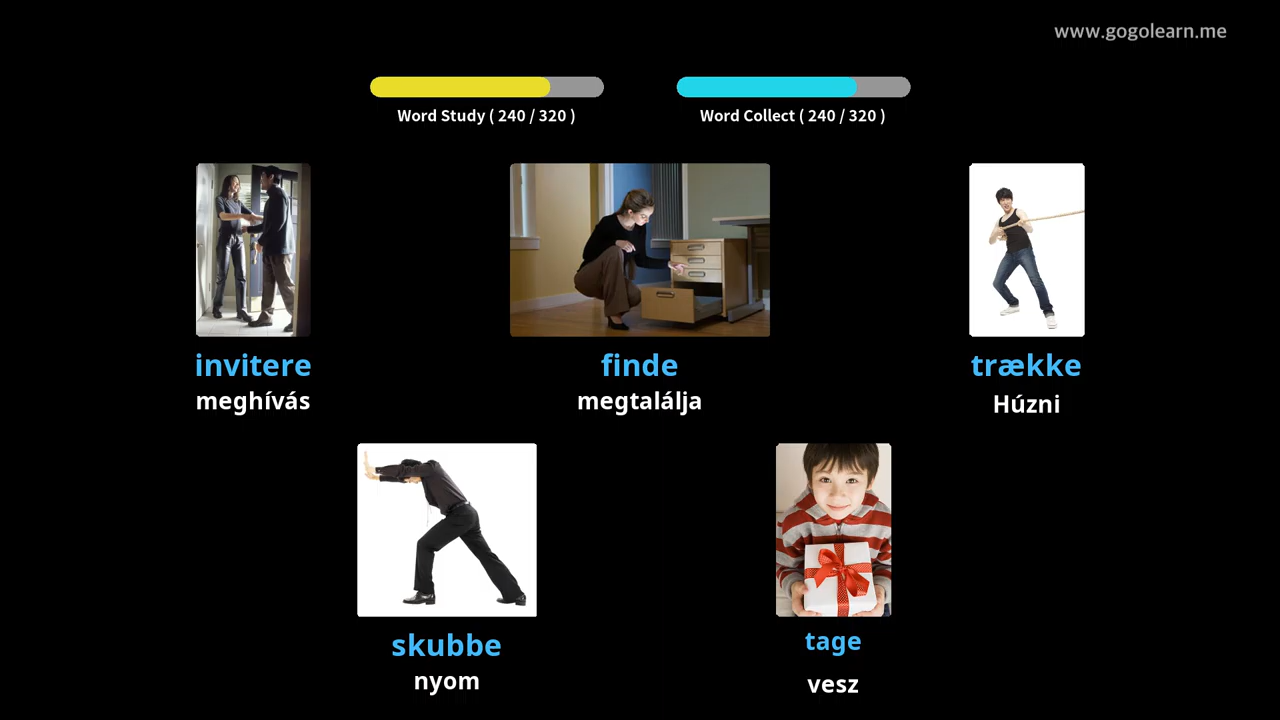 www.gogolearn.me
Word Study ( 240 / 320 )
Word Collect ( 240 / 320 )
invitere
meghívás
finde
megtalálja
trække
Húzni
skubbe
nyom
tage
vesz